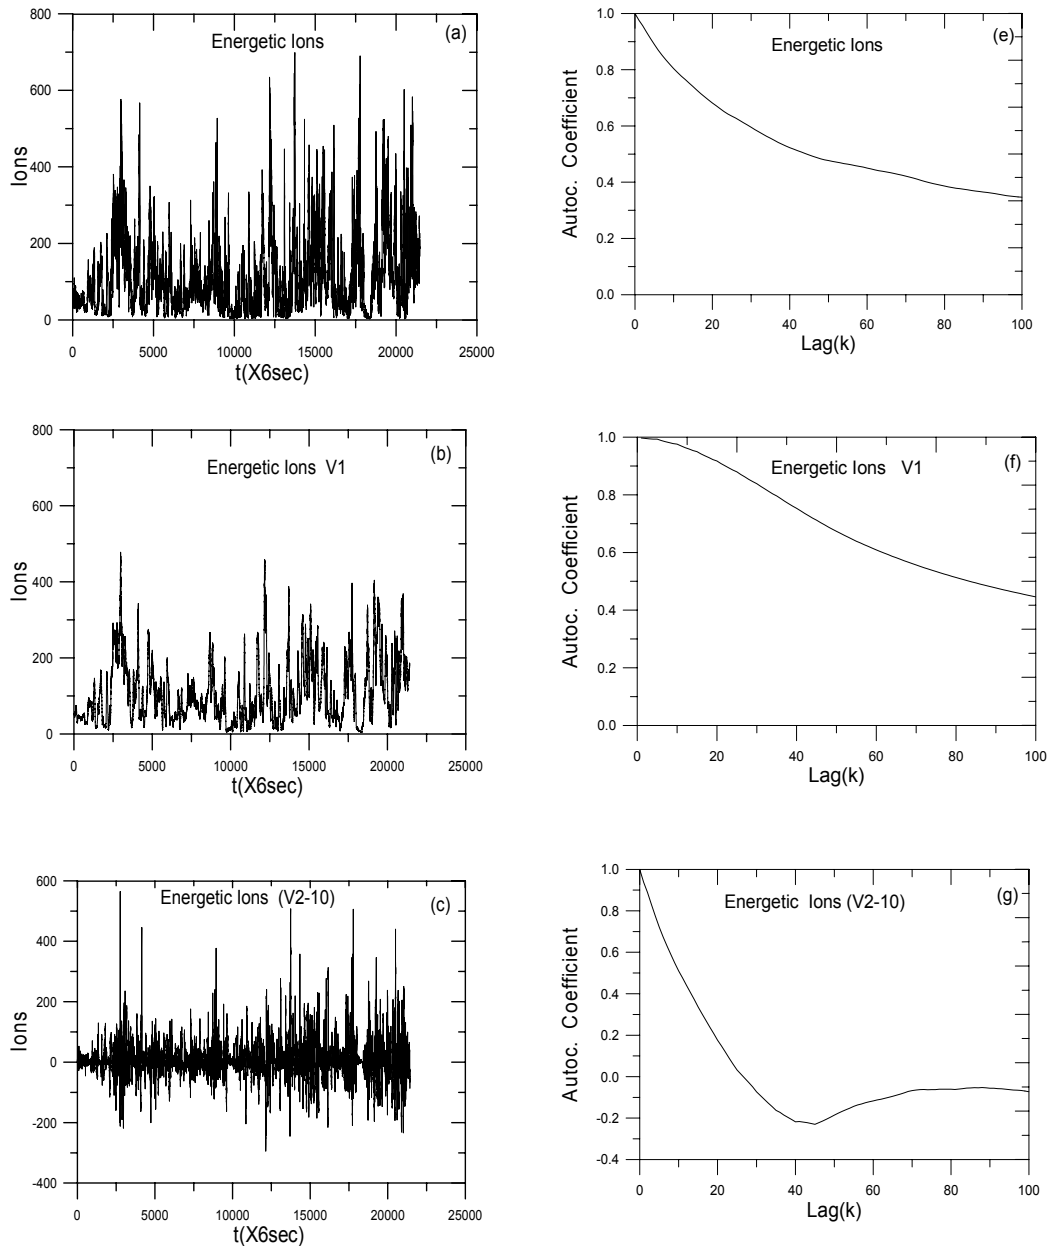 800
(a)
Energetic Ions
600
400
200
0
Ions
0 5000 10000 15000 20000 25000
t(X6sec)
1.0
(e)
Energetic Ions
0.8
0.6
0.4
0.2
0.0
Autoc. Coefficient
0 20 40 60 80 100
Lag(k)
800
(b)
Energetic Ions V1
600
400
200
0
Ions
0 5000 10000 15000 20000 25000
t(X6sec)
1.0
(f)
Energetic Ions V1
0.8
0.6
0.4
0.2
0.0
Autoc. Coefficient
0 20 40 60 80 100
Lag(k)
600
Energetic Ions (V2-10)
(c)
400
200
0
-200
-400
Ions
0 5000 10000 15000 20000 25000
t(X6sec)
1.0
(g)
Energetic Ions (V2-10)
0.8
0.6
0.4
0.2
0.0
-0.2
-0.4
Autoc. Coefficient
0 20 40 60 80 100
Lag(k)